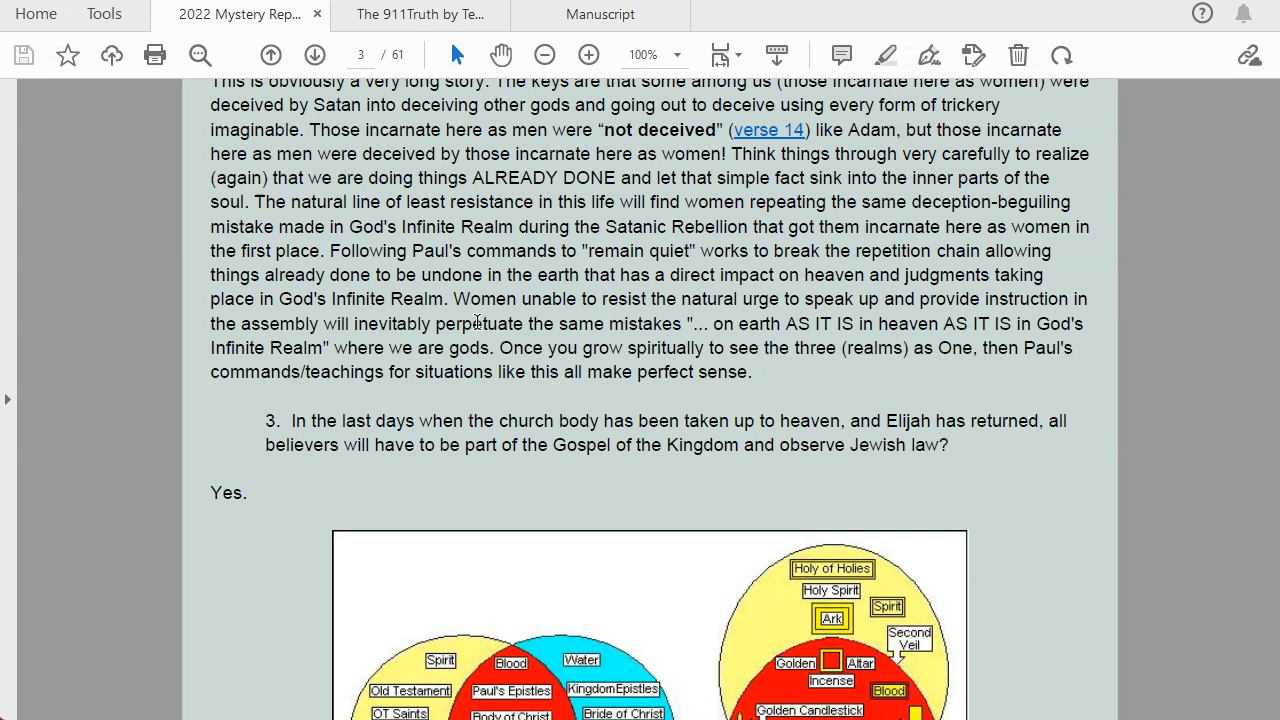 Home
Tools
2022 Mystery Rep...
The 911Truth by Te...
Manuscript
3 / 61
100%
This is obviously a very long story. The keys are that some among us (those incarnate here as women) were
deceived by Satan into deceiving other gods and going out to deceive using every form of trickery
imaginable. Those incarnate here as men were “not deceived” (verse 14) like Adam, but those incarnate
here as men were deceived by those incarnate here as women! Think things through very carefully to realize
(again) that we are doing things ALREADY DONE and let that simple fact sink into the inner parts of the
soul. The natural line of least resistance in this life will find women repeating the same deception-beguiling
mistake made in God's Infinite Realm during the Satanic Rebellion that got them incarnate here as women in
the first place. Following Paul's commands to "remain quiet" works to break the repetition chain allowing
things already done to be undone in the earth that has a direct impact on heaven and judgments taking
place in God's Infinite Realm. Women unable to resist the natural urge to speak up and provide instruction in
the assembly will inevitably perpetuate the same mistakes "... on earth AS IT IS in heaven AS IT IS in God's
Infinite Realm" where we are gods. Once you grow spiritually to see the three (realms) as One, then Paul's
commands/teachings for situations like this all make perfect sense.
3. In the last days when the church body has been taken up to heaven, and Elijah has returned, all
believers will have to be part of the Gospel of the Kingdom and observe Jewish law?
Yes.
Holy of Holies
Holy Spirit
Spirit
Ark
Second
Veil
Spirit
Blood
Water
Golden
Altar
Incense
Old Testament
Paul's Epistles
Kingdom Epistles
Blood
OT Saints
Body of Christ
Bride of Christ
Golden Candlestick